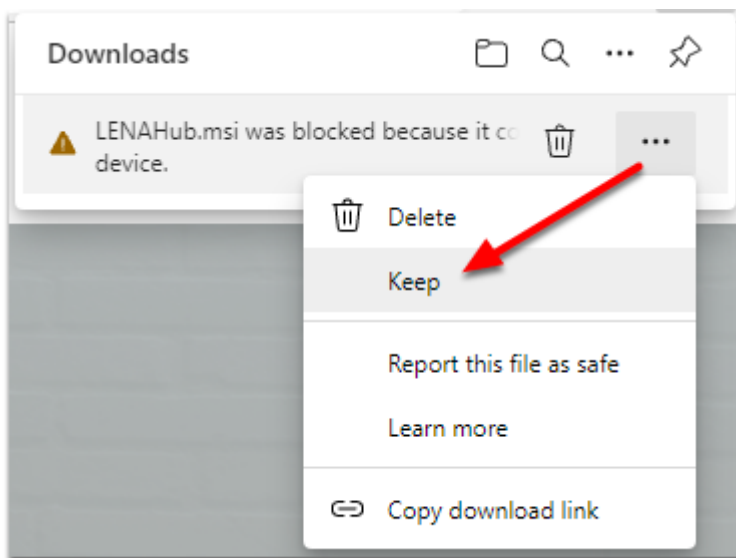 Downloads
LENAHub.msi was blocked because it
device.
Delete
Keep
Report this file as safe
Learn more
Copy download link